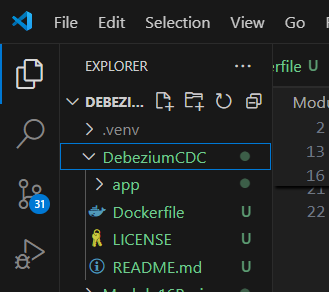 File Edit Selection View Go
EXPLORER ...
erfile U
DEBEZI...
Modu
.venv
2
DebeziumCDC
13
16
app
21
Dockerfile U
22
31
LICENSE U
README.md U